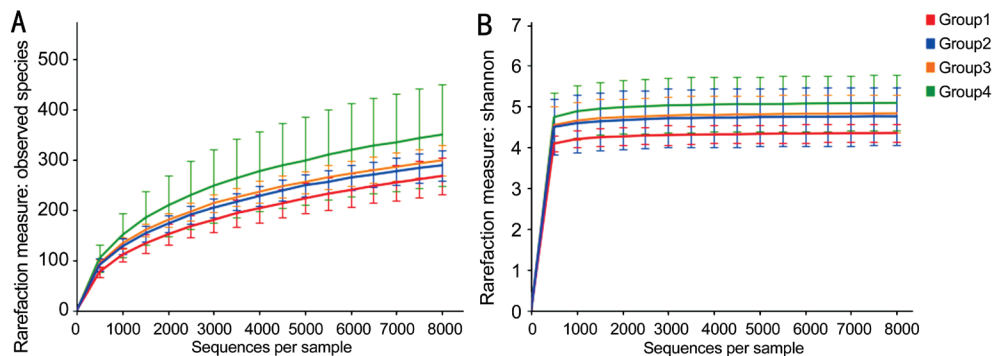 A
Rarefaction measure: observed species
500
400
300
200
100
0
1000 2000 3000 4000 5000 6000 7000 8000
Sequences per sample
B
Rarefaction measure: shannon
7
6
5
4
3
2
1
0
0 1000 2000 3000 4000 5000 6000 7000 8000
Sequences per sample
Group1
Group2
Group3
Group4